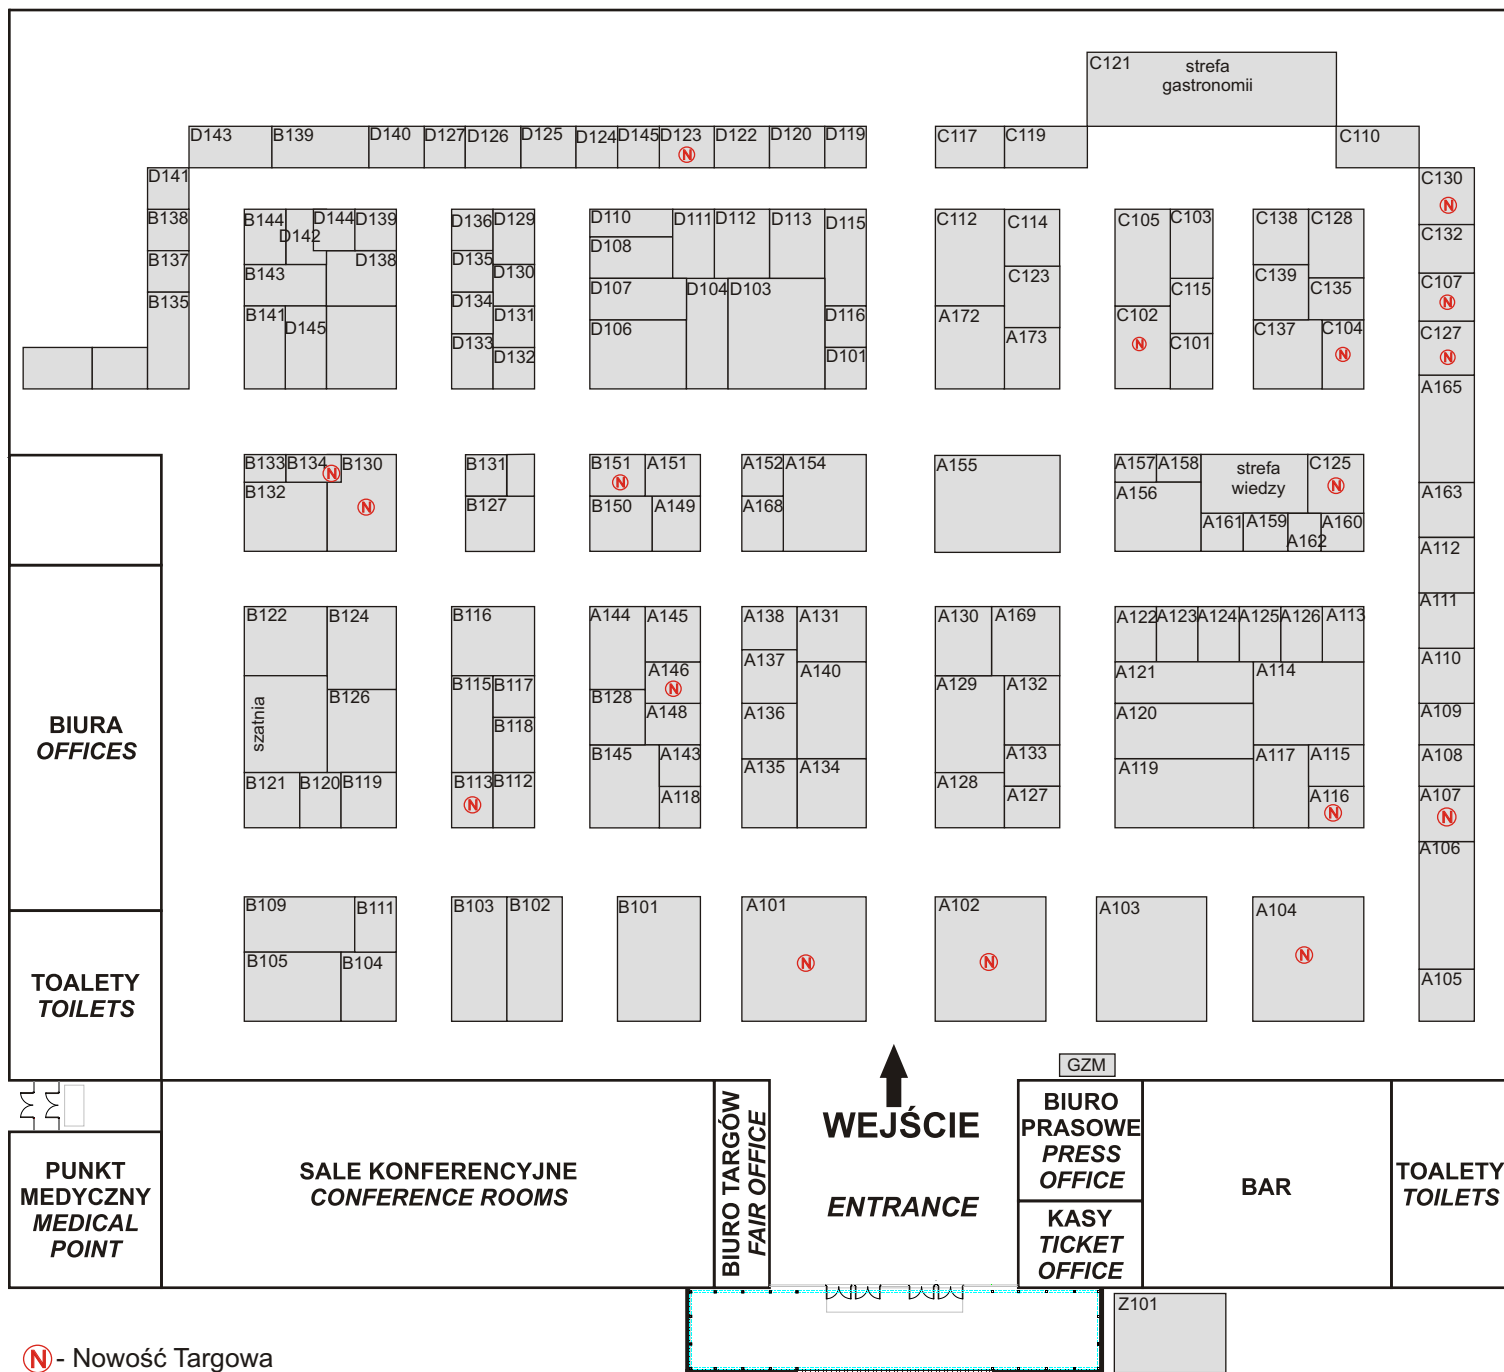 C121
strefa
gastronomii
D143 B139 D140 D127 D126 D125 D124 D145 D123 D122 D120 D119 C117 C119 C110
N
D141 C130
N
B138 B144 D142 D144 D139 D136 D129 D110 D111 D112 D113 D115 C112 C114 C105 C103 C138 C128
C132
D108
B137 B143 D138 D135 D130 C123 C139
C107
N
B135 D107 D104 D103 C115 C135
D134 D131
B141 D145 D106 D116 A172 C102 C137 C104 C127
N N N
D133 D132 D101 A173 C101
A165
B133 B134 B130 B131 B151 A151 A152 A154 A155 A157 A158 strefa
wiedzy
C125
N N N N
B132 B127 B150 A149 A168 A156 A163
A161 A159 A162 A160
A112
B122 B124 B116 A144 A145 A138 A131 A130 A169 A122 A123 A124 A125 A126 A113 A111
A137 A146 A140 A121 A114 A110
N
szatnia B126 B115 B117 B128 A129 A132
A148 A136 A120 A109
B118
B145 A143 A133 A117 A115 A108
A135 A134 A119
B121 B120 B119 B113 B112 A118 A128 A127 A116 A107
N N N
A106
B109 B111 B103 B102 B101 A101 A102 A103 A104
N N N
B105 B104 A105
BIURA
OFFICES
TOALETY
TOILETS
GZM
PUNKT
MEDYCZNY
MEDICAL
POINT
SALE KONFERENCYJNE
CONFERENCE ROOMS
BIURO TARGÓW
FAIR OFFICE
WEJŚCIE
ENTRANCE
BIURO
PRASOWE
PRESS
OFFICE
KASY
TICKET
OFFICE
BAR
TOALETY
TOILETS
Z101
N - Nowość Targowa